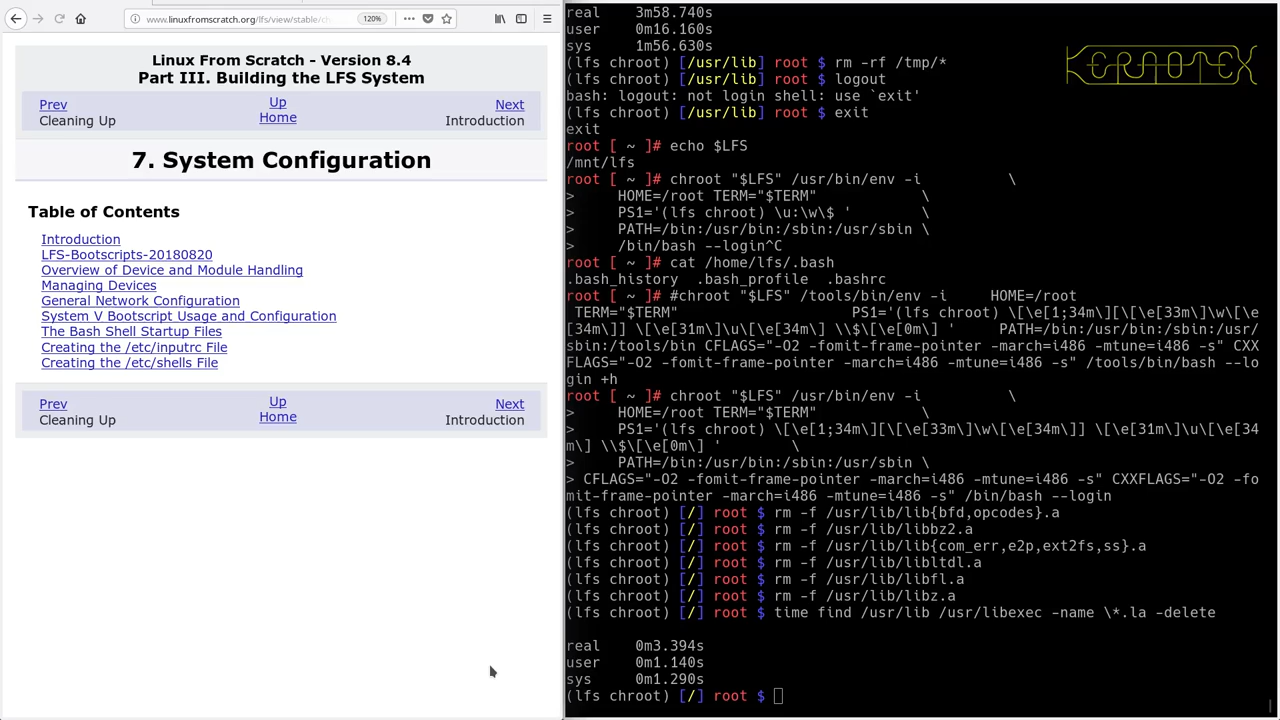 www.linuxfromscratch.org/lfs/view/stable/ch
120%
Linux From Scratch - Version 8.4
Part III. Building the LFS System
Prev
Up
Next
Cleaning Up
Home
Introduction
7. System Configuration
Table of Contents
Introduction
LFS-Bootscripts-20180820
Overview of Device and Module Handling
Managing Devices
General Network Configuration
System V Bootscript Usage and Configuration
The Bash Shell Startup Files
Creating the /etc/inputrc File
Creating the /etc/shells File
Prev
Up
Next
Cleaning Up
Home
Introduction
KERAOTEX
real    3m58.740s
user    0m16.160s
sys     1m56.630s
(lfs chroot) [/usr/lib] root $ rm -rf /tmp/*
(lfs chroot) [/usr/lib] root $ logout
bash: logout: not login shell: use `exit'
(lfs chroot) [/usr/lib] root $ exit
exit
root [ ~ ]# echo $LFS
/mnt/lfs
root [ ~ ]# chroot "$LFS" /usr/bin/env -i          \
>     HOME=/root TERM="$TERM"            \
>     PS1='(lfs chroot) \u:\w\$ '        \
>     PATH=/bin:/usr/bin:/sbin:/usr/sbin \
>     /bin/bash --login^C
root [ ~ ]# cat /home/lfs/.bash
.bash_history  .bash_profile  .bashrc
root [ ~ ]# #chroot "$LFS" /tools/bin/env -i     HOME=/root
 TERM="$TERM"           PS1='(lfs chroot) \[\e[1;34m\][\[\e[33m\]\w\[\e
[34m\]] \[\e[31m\]\u\[\e[34m\] \\$\[\e[0m\] '     PATH=/bin:/usr/bin:/sbin:/usr/
sbin:/tools/bin CFLAGS="-O2 -fomit-frame-pointer -march=i486 -mtune=i486 -s" CXX
FLAGS="-O2 -fomit-frame-pointer -march=i486 -mtune=i486 -s" /tools/bin/bash --lo
gin +h
root [ ~ ]# chroot "$LFS" /usr/bin/env -i          \
>     HOME=/root TERM="$TERM"            \
>     PS1='(lfs chroot) \[\e[1;34m\][\[\e[33m\]\w\[\e[34m\]] \[\e[31m\]\u\[\e[34
m\] \\$\[\e[0m\] '        \
>     PATH=/bin:/usr/bin:/sbin:/usr/sbin \
> CFLAGS="-O2 -fomit-frame-pointer -march=i486 -mtune=i486 -s" CXXFLAGS="-O2 -fo
mit-frame-pointer -march=i486 -mtune=i486 -s" /bin/bash --login
(lfs chroot) [/] root $ rm -f /usr/lib/lib{bfd,opcodes}.a
(lfs chroot) [/] root $ rm -f /usr/lib/libbz2.a
(lfs chroot) [/] root $ rm -f /usr/lib/lib{com_err,e2p,ext2fs,ss}.a
(lfs chroot) [/] root $ rm -f /usr/lib/libltdl.a
(lfs chroot) [/] root $ rm -f /usr/lib/libfl.a
(lfs chroot) [/] root $ rm -f /usr/lib/libz.a
(lfs chroot) [/] root $ time find /usr/lib /usr/libexec -name \*.la -delete
real    0m3.394s
user    0m1.140s
sys     0m1.290s
(lfs chroot) [/] root $